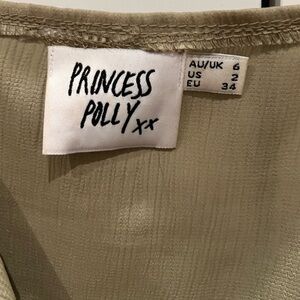 PRINCESS
POLLY xx
AU/UK 6
US 2
EU 34